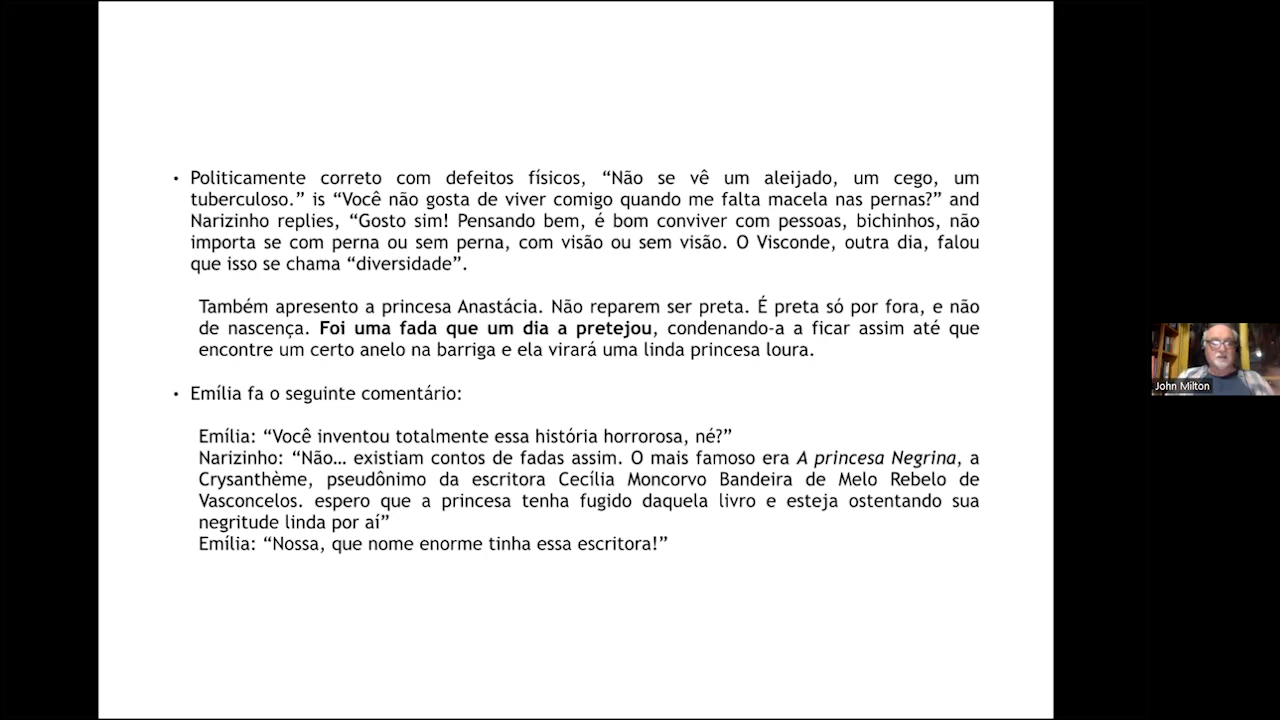 • Politicamente correto com defeitos físicos, “Não se vê um aleijado, um cego, um
tuberculoso.” is “Você não gosta de viver comigo quando me falta macela nas pernas?” and
Narizinho replies, “Gosto sim! Pensando bem, é bom conviver com pessoas, bichinhos, não
importa se com perna ou sem perna, com visão ou sem visão. O Visconde, outra dia, falou
que isso se chama “diversidade”.
Também apresento a princesa Anastácia. Não reparem ser preta. É preta só por fora, e não
de nascença. Foi uma fada que um dia a pretejou, condenando-a a ficar assim até que
encontre um certo anelo na barriga e ela virará uma linda princesa loura.
• Emília fa o seguinte comentário:
Emília: “Você inventou totalmente essa história horrorosa, né?”
Narizinho: “Não… existiam contos de fadas assim. O mais famoso era A princesa Negrina, a
Crysanthème, pseudônimo da escritora Cecília Moncorvo Bandeira de Melo Rebelo de
Vasconcelos. espero que a princesa tenha fugido daquela livro e esteja ostentando sua
negritude linda por aí”
Emília: “Nossa, que nome enorme tinha essa escritora!”
John Milton